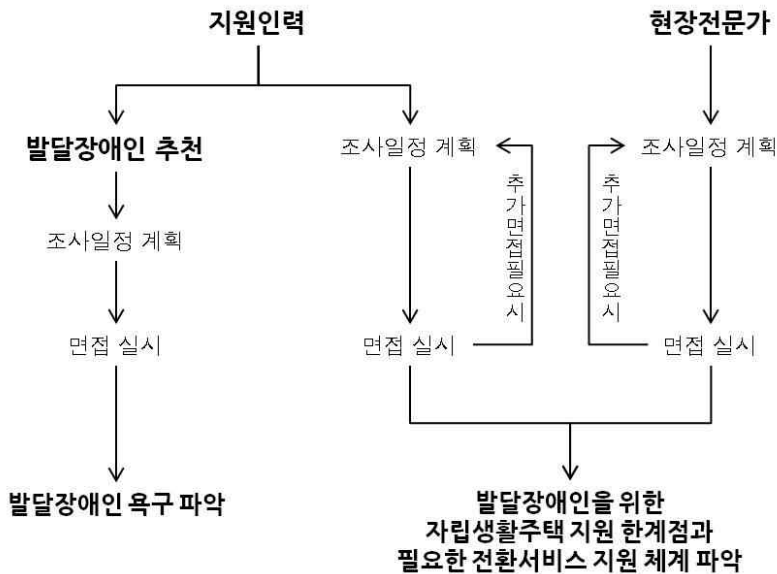 지원인력
현장전문가
발달장애인 추천
조사일정 계획
조사일정 계획
추가면접필요시
추가면접필요시
조사일정 계획
면접 실시
면접 실시
면접 실시
발달장애인 욕구 파악
발달장애인을 위한
자립생활주택 지원 한계점과
필요한 전환서비스 지원 체계 파악